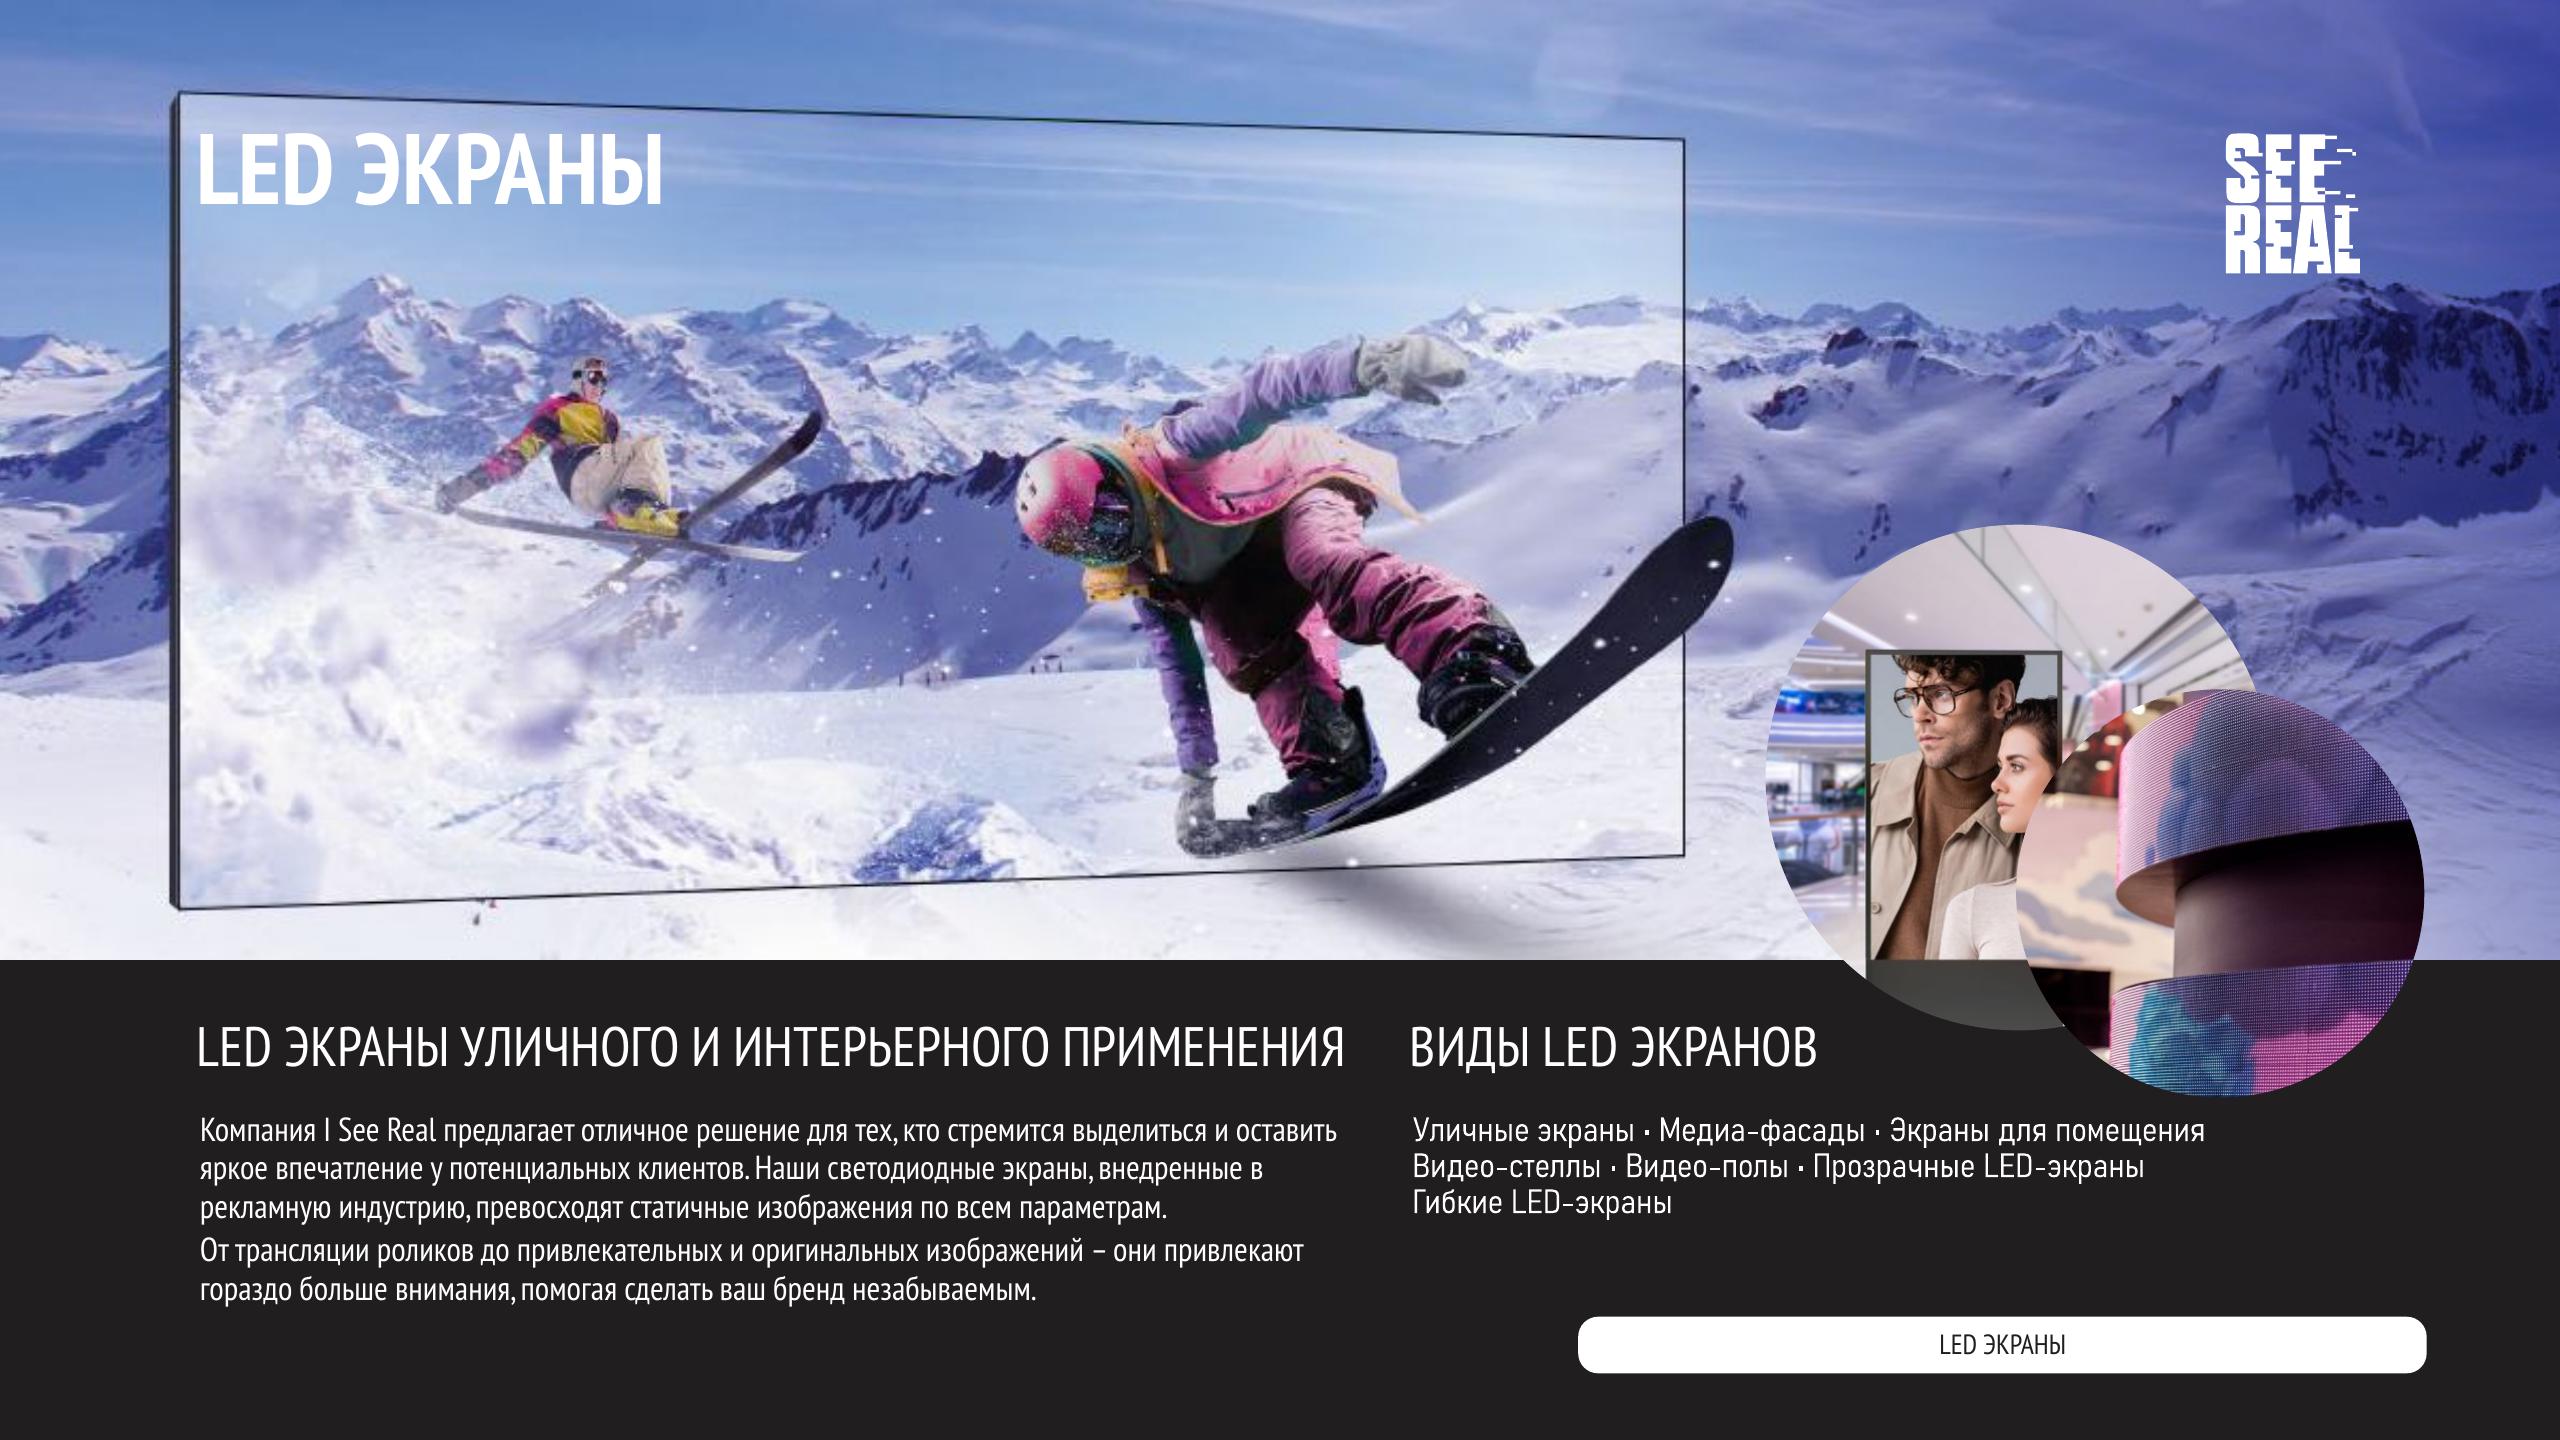 LED ЭКРАНЫ
SEE
REAL
LED ЭКРАНЫ УЛИЧНОГО И ИНТЕРЬЕРНОГО ПРИМЕНЕНИЯ
Компания I See Real предлагает отличное решение для тех, кто стремится выделиться и оставить
яркое впечатление у потенциальных клиентов. Наши светодиодные экраны, внедренные в
рекламную индустрию, превосходят статичные изображения по всем параметрам.
От трансляции роликов до привлекательных и оригинальных изображений – они привлекают
гораздо больше внимания, помогая сделать ваш бренд незабываемым.
ВИДЫ LED ЭКРАНОВ
Уличные экраны · Медиа-фасады · Экраны для помещения
Видео-стеллы · Видео-полы · Прозрачные LED-экраны
Гибкие LED-экраны
LED ЭКРАНЫ